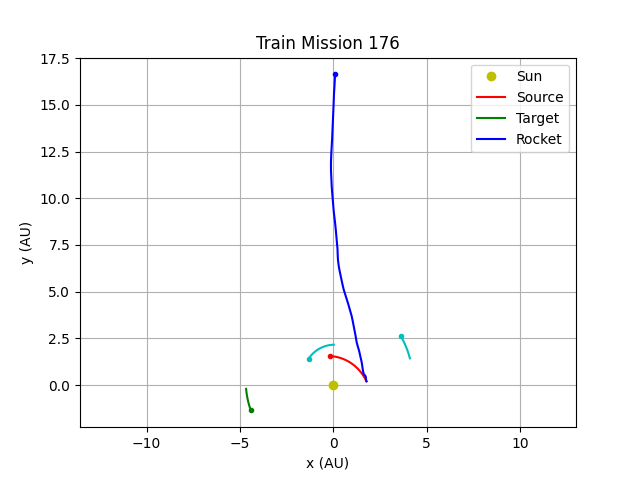 Train Mission 176
17.5
15.0
12.5
10.0
7.5
5.0
2.5
0.0
y (AU)
Sun
Source
Target
Rocket
−10
−5
0
5
10
x (AU)